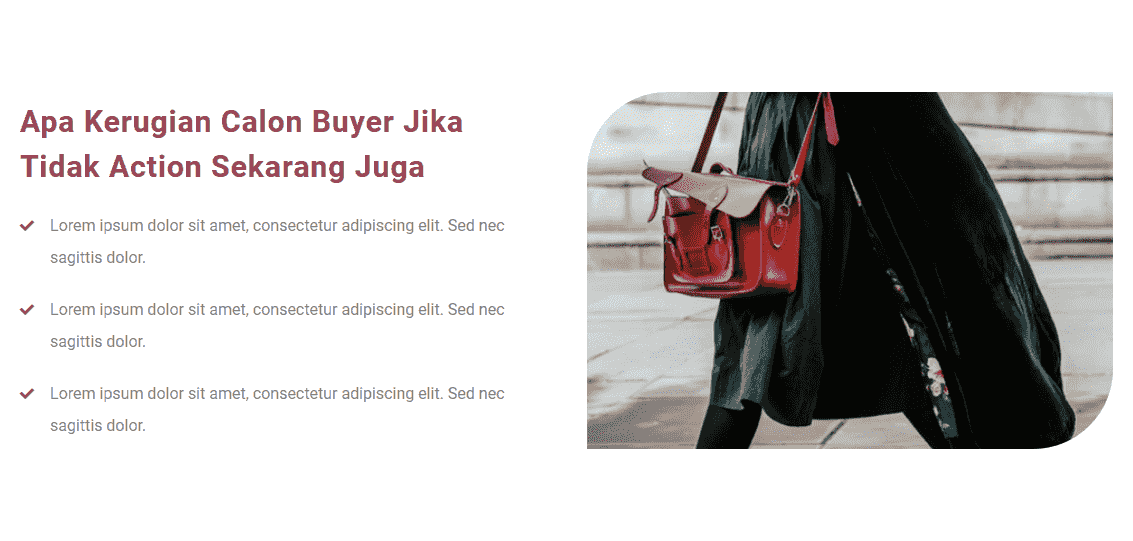 Apa Kerugian Calon Buyer Jika
Tidak Action Sekarang Juga
Lorem ipsum dolor sit amet, consectetur adipiscing elit. Sed nec
sagittis dolor.
Lorem ipsum dolor sit amet, consectetur adipiscing elit. Sed nec
sagittis dolor.
Lorem ipsum dolor sit amet, consectetur adipiscing elit. Sed nec
sagittis dolor.